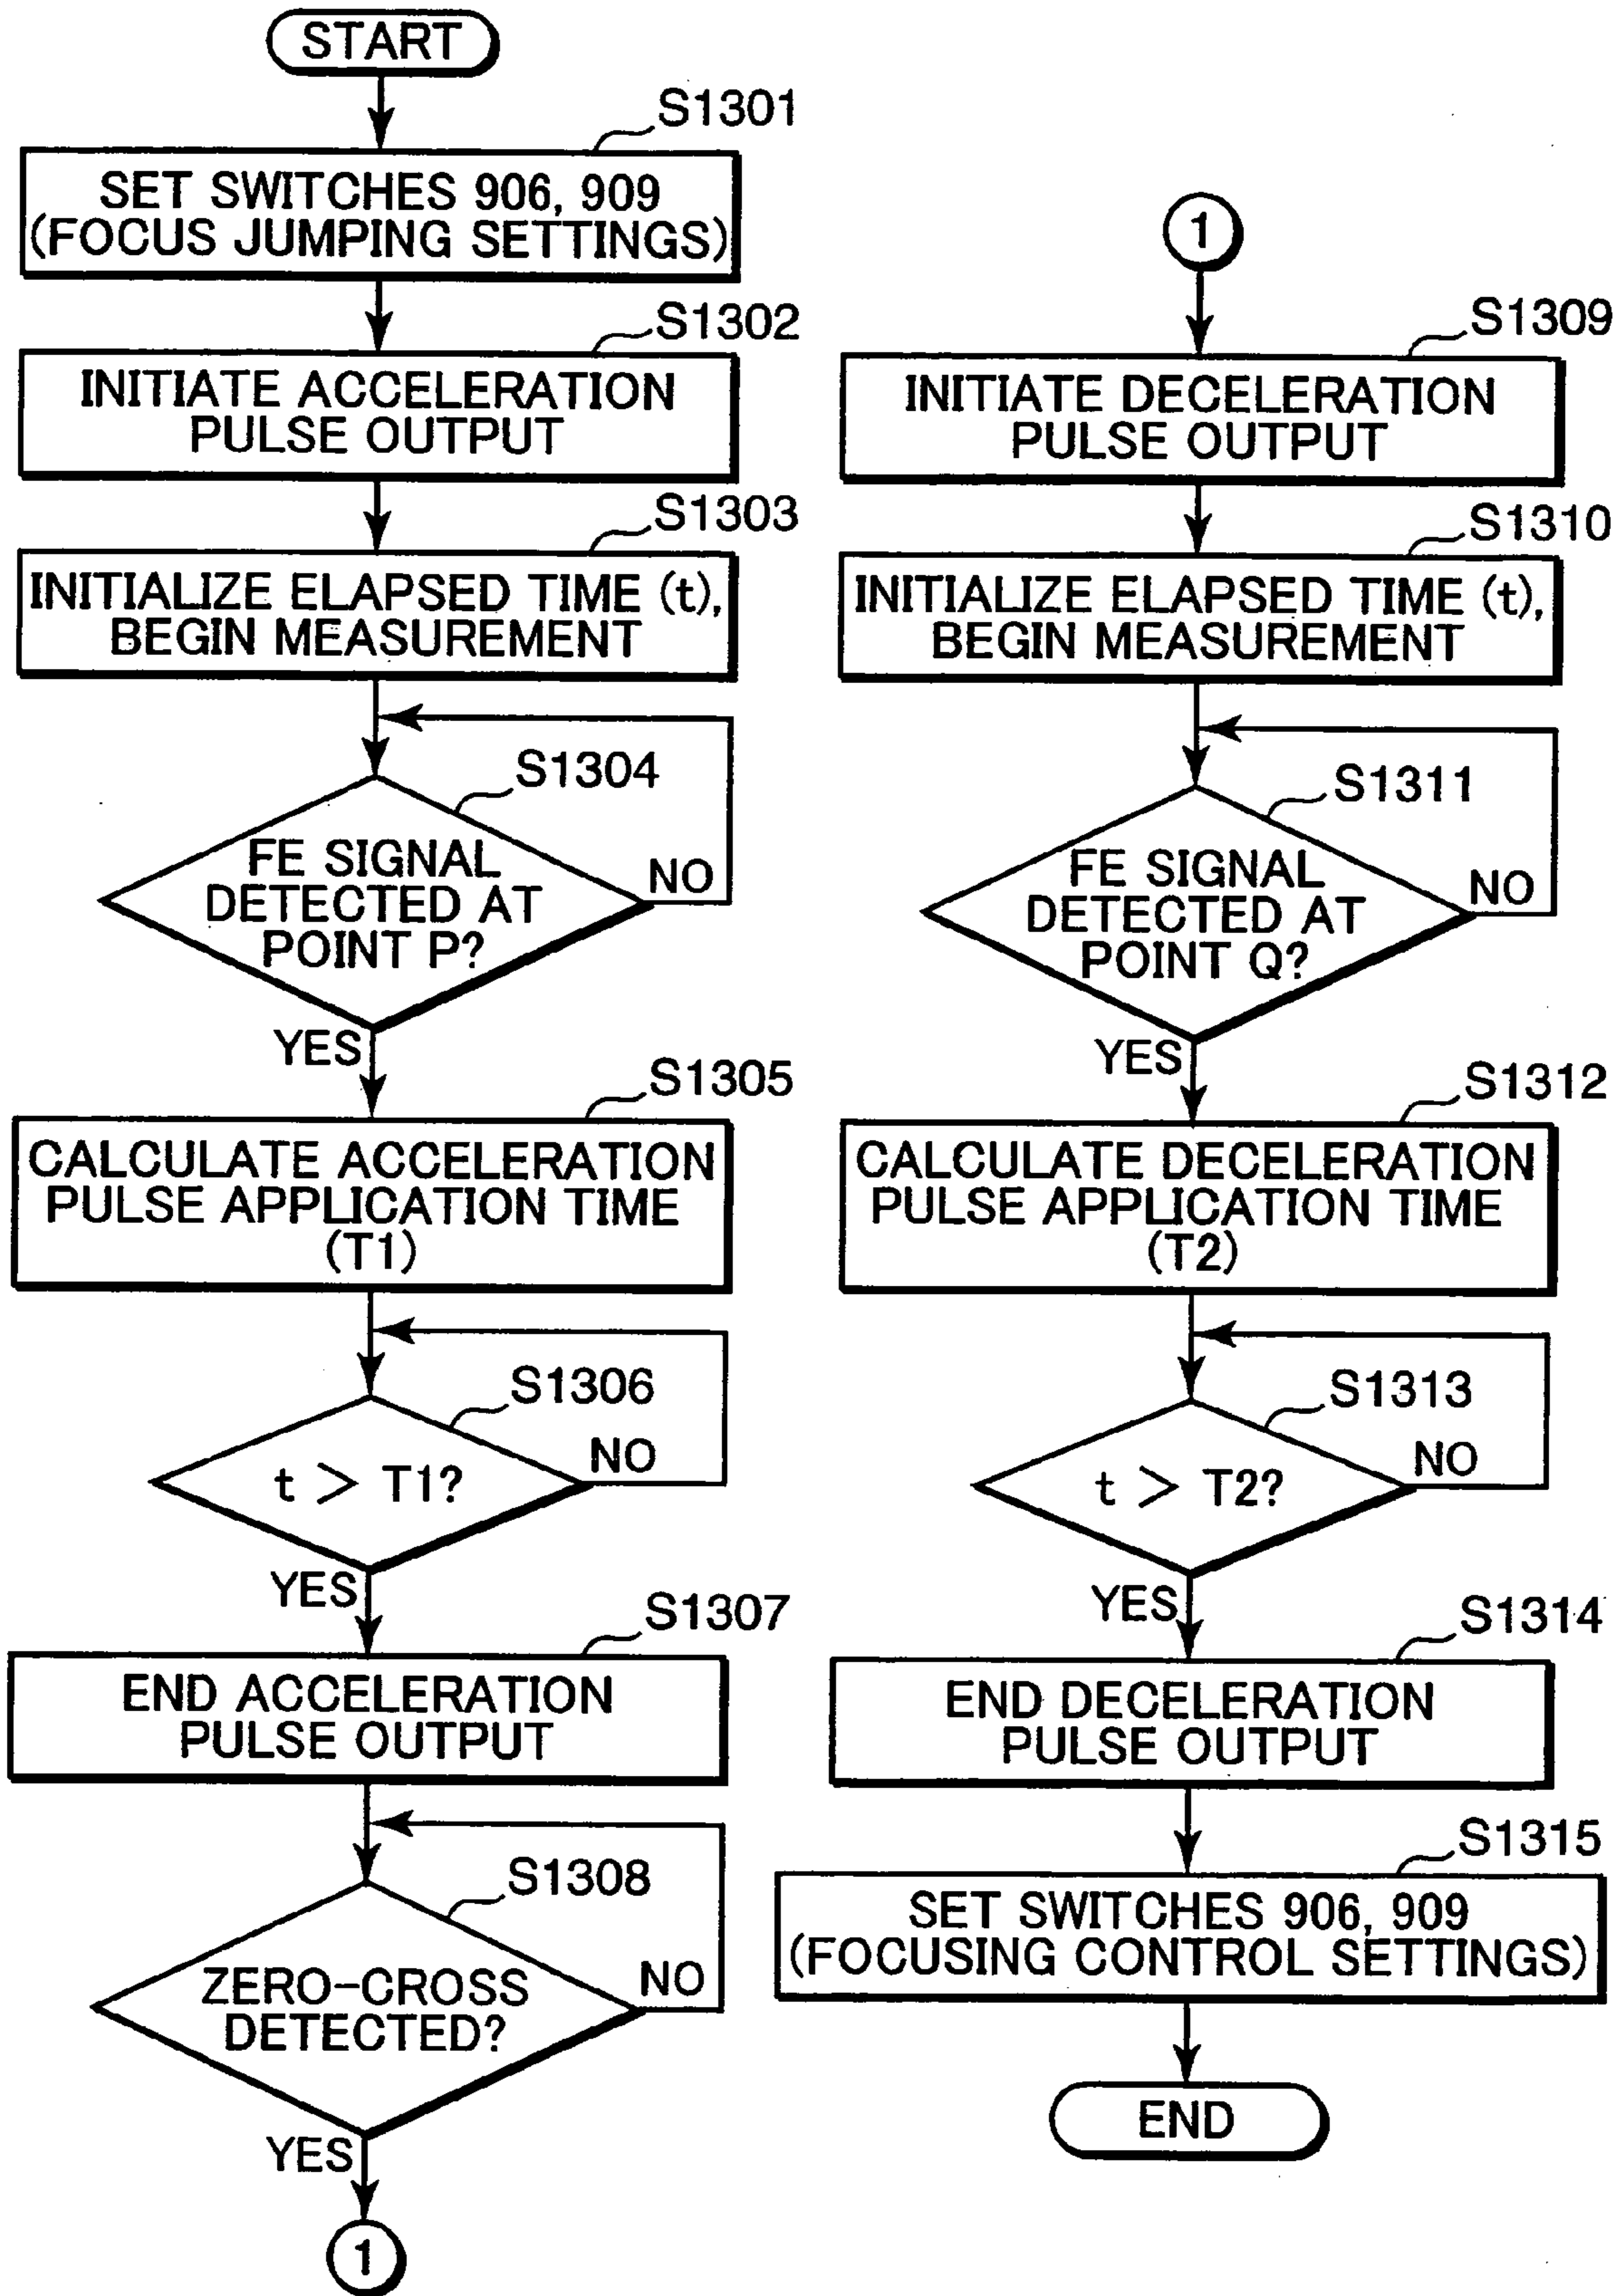 START
S1301
SET SWITCHES 906, 909
(FOCUS JUMPING SETTINGS)
S1302
INITIATE ACCELERATION
PULSE OUTPUT
S1303
INITIALIZE ELAPSED TIME (t),
BEGIN MEASUREMENT
S1304
FE SIGNAL
DETECTED AT
POINT P?
NO
YES
S1305
CALCULATE ACCELERATION
PULSE APPLICATION TIME
(T1)
S1306
t > T1?
NO
YES
S1307
END ACCELERATION
PULSE OUTPUT
S1308
ZERO-CROSS
DETECTED?
NO
YES
1
1
S1309
INITIATE DECELERATION
PULSE OUTPUT
S1310
INITIALIZE ELAPSED TIME (t),
BEGIN MEASUREMENT
S1311
FE SIGNAL
DETECTED AT
POINT Q?
NO
YES
S1312
CALCULATE DECELERATION
PULSE APPLICATION TIME
(T2)
S1313
t > T2?
NO
YES
S1314
END DECELERATION
PULSE OUTPUT
S1315
SET SWITCHES 906, 909
(FOCUSING CONTROL SETTINGS)
END